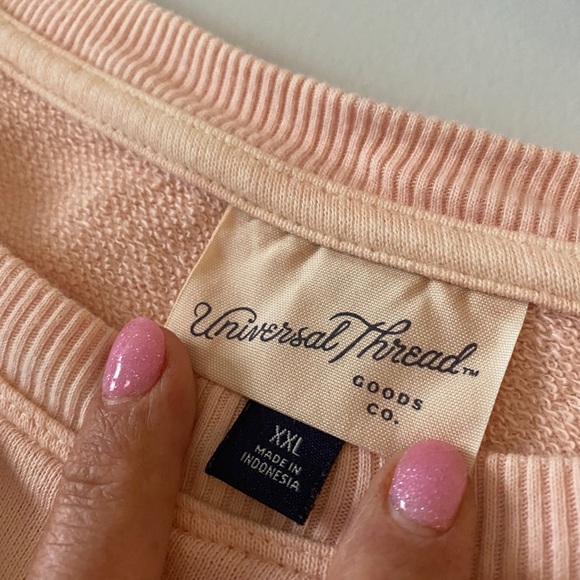 Universal Thread™
GOODS
CO.
XXL
MADE IN
INDONESIA